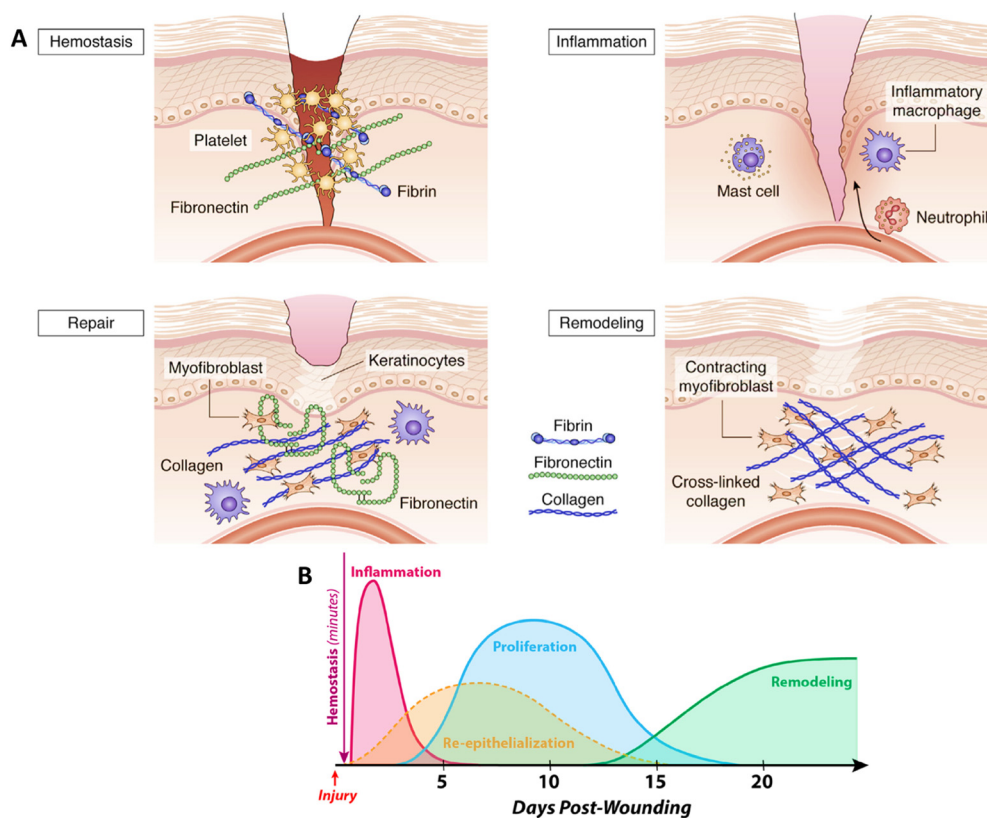 A
Hemostasis
Platelet
Fibronectin
Fibrin
Inflammation
Inflammatory
macrophage
Mast cell
Neutrophil
Repair
Myofibroblast
Keratinocytes
Collagen
Fibronectin
Fibrin
Fibronectin
Collagen
Remodeling
Contracting
myofibroblast
Cross-linked
collagen
B
Hemostasis (minutes)
Inflammation
Proliferation
Re-epithelialization
Remodeling
5
10
15
20
Injury
Days Post-Wounding